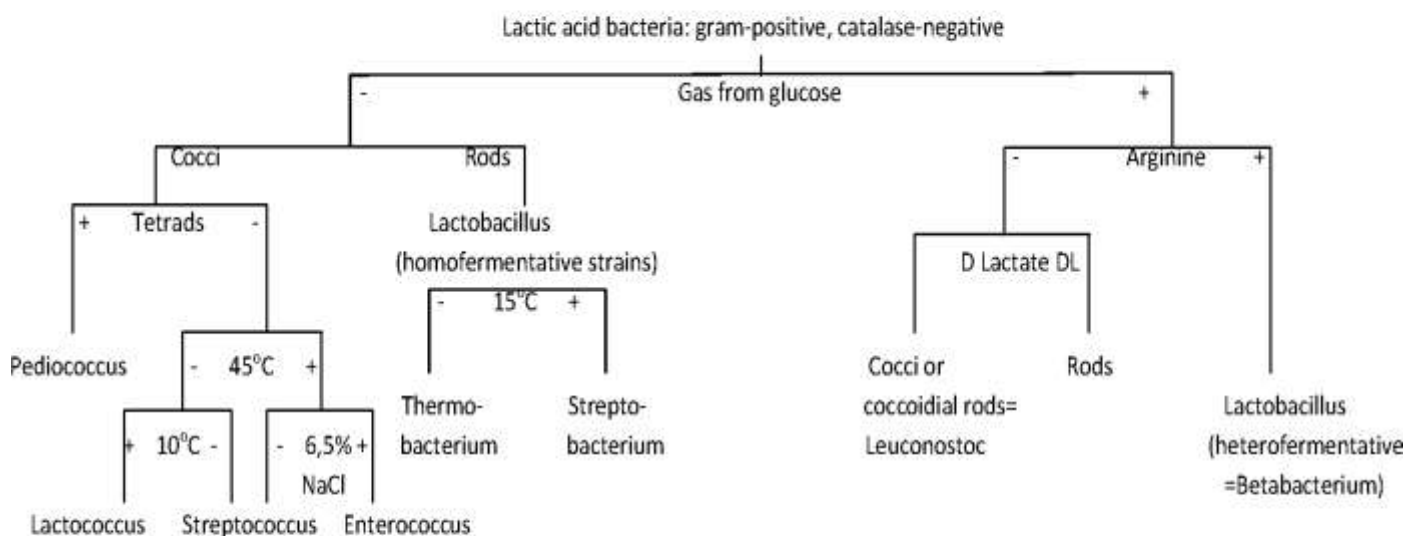 Lactic acid bacteria: gram-positive, catalase-negative
- Gas from glucose +
Cocci Rods - Arginine +
+ Tetrads - Lactobacillus
(homofermentative strains) D Lactate DL
- 15°C +
Pediococcus - 45°C + Cocci or Rods
Thermo- Strepto- coccoidial rods= Lactobacillus
+ 10°C - - 6,5% + bacterium bacterium Leuconostoc (heterofermentative
NaCl =Betabacterium)
Lactococcus Streptococcus Enterococcus